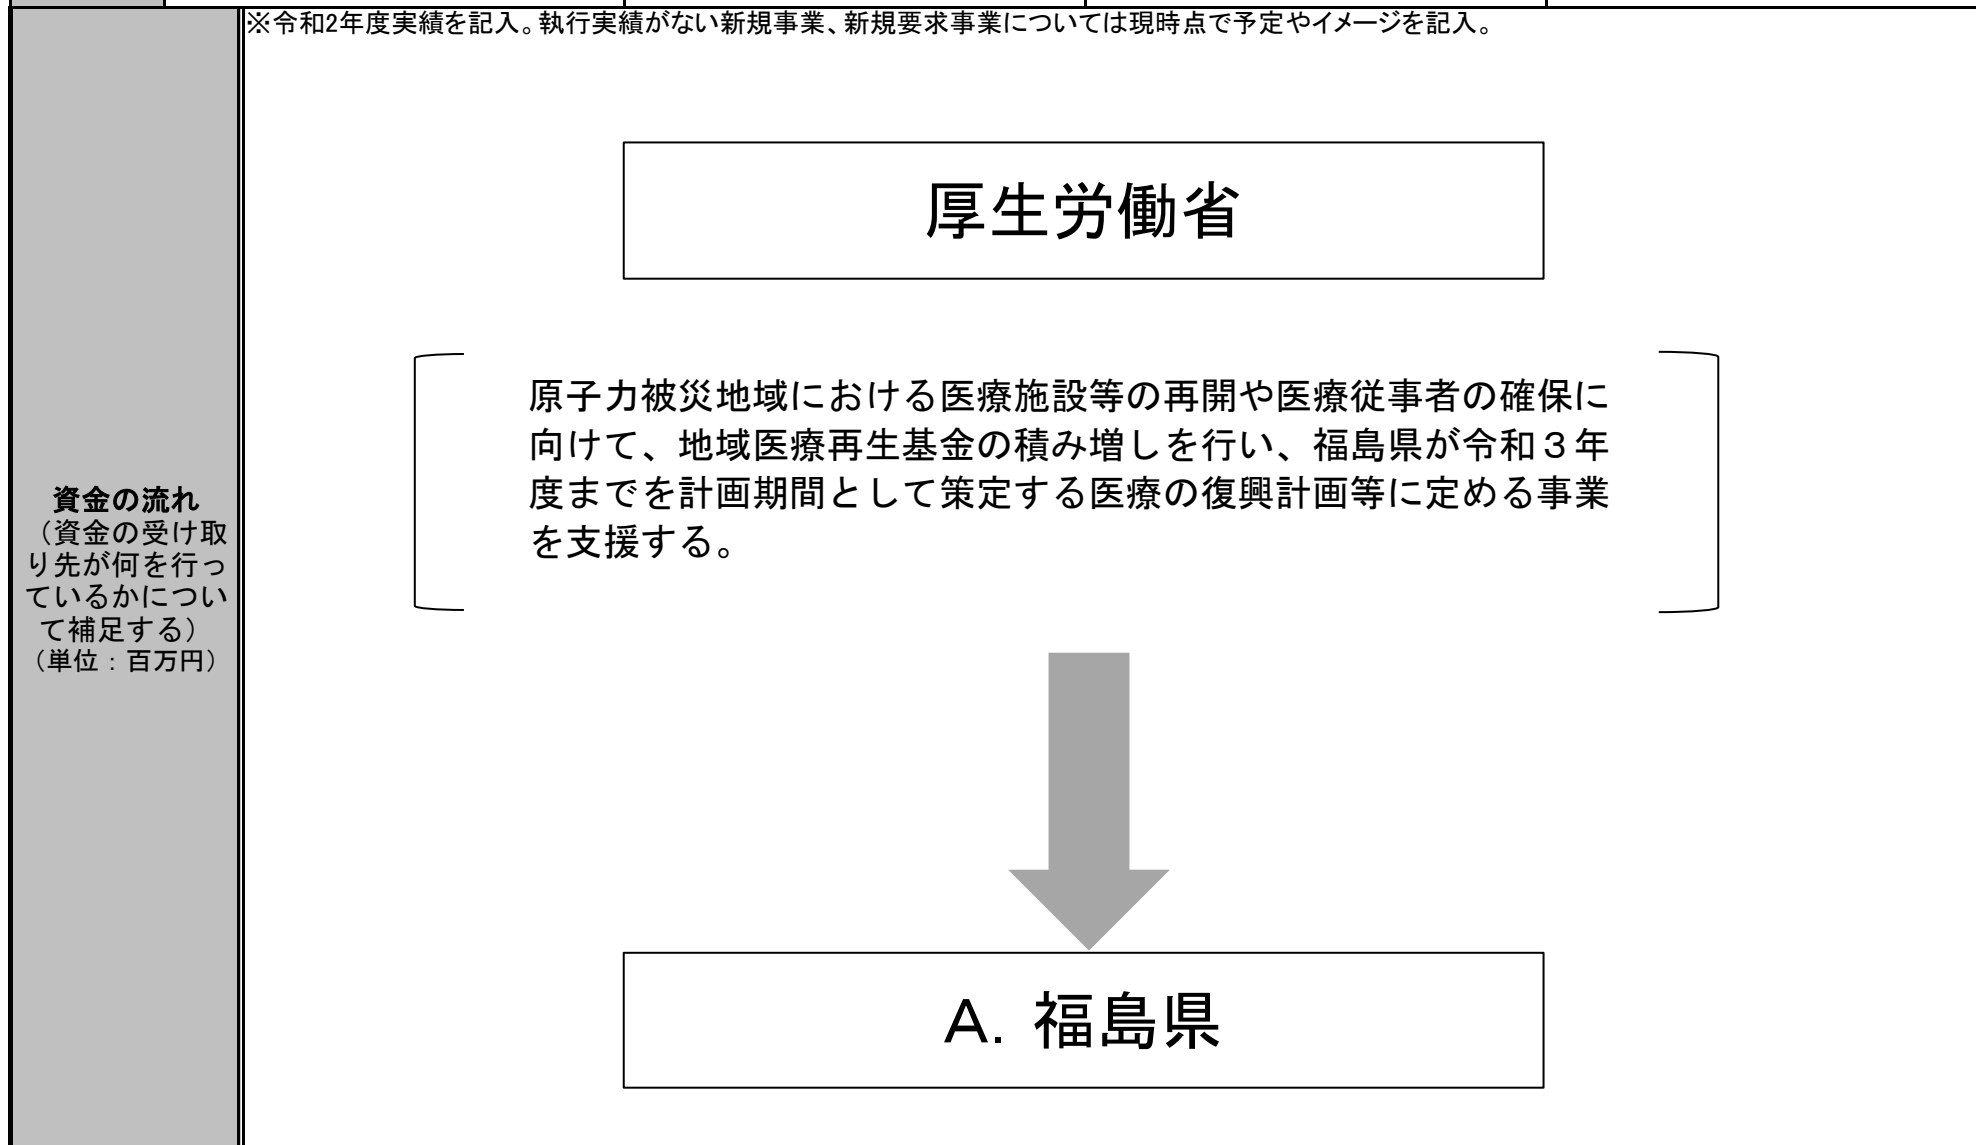 ※令和2年度実績を記入。執行実績がない新規事業、新規要求事業については現時点で予定やイメージを記入。
厚生労働省
原子力被災地域における医療施設等の再開や医療従事者の確保に
向けて、地域医療再生基金の積み増しを行い、福島県が令和３年
度までを計画期間として策定する医療の復興計画等に定める事業
を支援する。
資金の流れ
（資金の受け取
り先が何を行っ
ているかについ
て補足する）
（単位：百万円）
Ａ．福島県